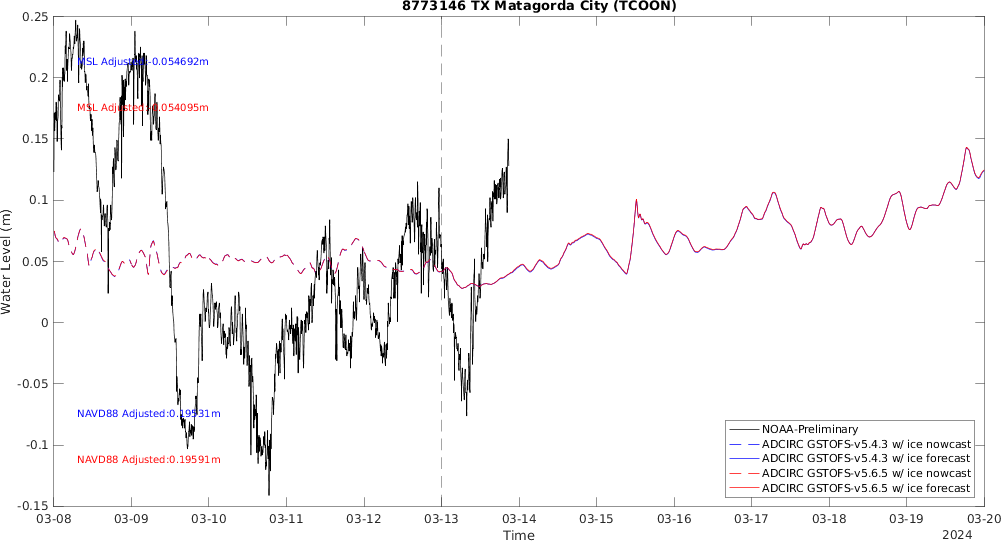 8773146 TX Matagorda City (TCOON)
0.25
0.2
0.15
0.1
0.05
0
-0.05
-0.1
-0.15
Water Level (m)
MSL Adjusted:-0.054692m
MSL Adjusted:-0.054095m
NAVD88 Adjusted:0.19531m
NAVD88 Adjusted:0.19591m
NOAA-Preliminary
ADCIRC GSTOFS-v5.4.3 w/ ice nowcast
ADCIRC GSTOFS-v5.4.3 w/ ice forecast
ADCIRC GSTOFS-v5.6.5 w/ ice nowcast
ADCIRC GSTOFS-v5.6.5 w/ ice forecast
03-08 03-09 03-10 03-11 03-12 03-13 03-14 03-15 03-16 03-17 03-18 03-19 03-20
Time
2024